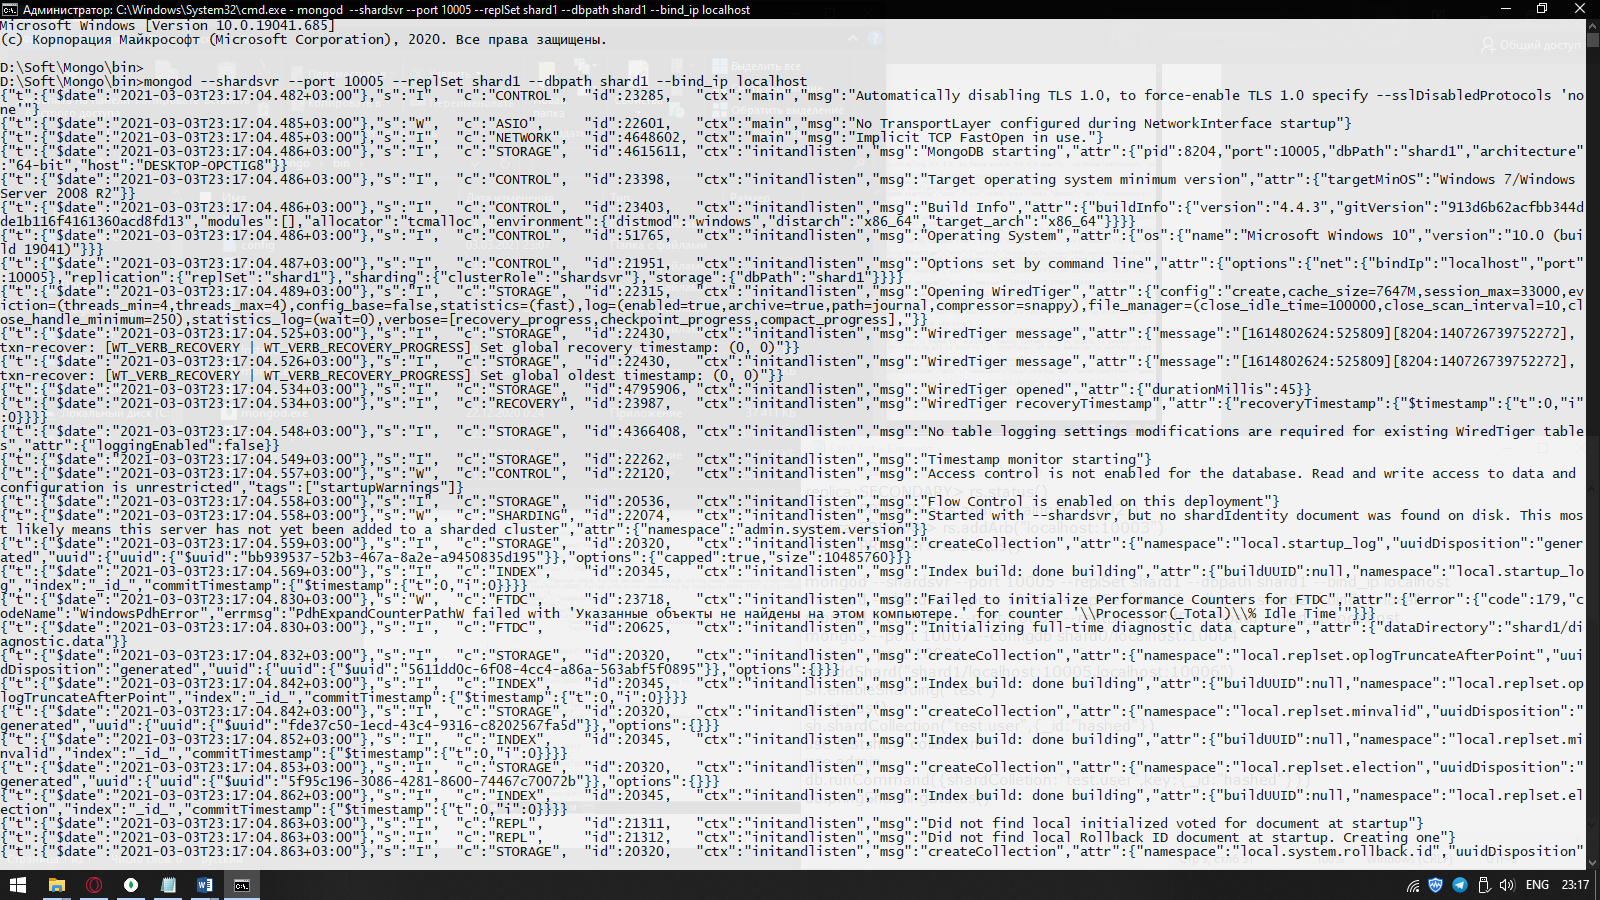 Администратор: C:\Windows\System32\cmd.exe - mongod  --shardsvr --port 10005 --replSet shard1 --dbpath shard1 --bind_ip localhost
Microsoft Windows [Version 10.0.19041.685]
(c) Корпорация Майкрософт (Microsoft Corporation), 2020. Все права защищены.
D:\Soft\Mongo\bin>
D:\Soft\Mongo\bin>mongod --shardsvr --port 10005 --replSet shard1 --dbpath shard1 --bind_ip localhost
{"t":{"$date":"2021-03-03T23:17:04.482+03:00"},"s":"I",  "c":"CONTROL",  "id":23285,   "ctx":"main","msg":"Automatically disabling TLS 1.0, to force-enable TLS 1.0 specify --sslDisabledProtocols 'no
ne'"}
{"t":{"$date":"2021-03-03T23:17:04.485+03:00"},"s":"W",  "c":"ASIO",     "id":22601,   "ctx":"main","msg":"No TransportLayer configured during NetworkInterface startup"}
{"t":{"$date":"2021-03-03T23:17:04.485+03:00"},"s":"I",  "c":"NETWORK",  "id":4648602, "ctx":"main","msg":"Implicit TCP FastOpen in use."}
{"t":{"$date":"2021-03-03T23:17:04.486+03:00"},"s":"I",  "c":"STORAGE",  "id":4615611, "ctx":"initandlisten","msg":"MongoDB starting","attr":{"pid":8204,"port":10005,"dbPath":"shard1","architecture"
:"64-bit","host":"DESKTOP-OPCTIG8"}}
{"t":{"$date":"2021-03-03T23:17:04.486+03:00"},"s":"I",  "c":"CONTROL",  "id":23398,   "ctx":"initandlisten","msg":"Target operating system minimum version","attr":{"targetMinOS":"Windows 7/Windows 
Server 2008 R2"}}
{"t":{"$date":"2021-03-03T23:17:04.486+03:00"},"s":"I",  "c":"CONTROL",  "id":23403,   "ctx":"initandlisten","msg":"Build Info","attr":{"buildInfo":{"version":"4.4.3","gitVersion":"913d6b62acfbb344d
de1b116f4161360acd8fd13","modules":[],"allocator":"tcmalloc","environment":{"distmod":"windows","distarch":"x86_64","target_arch":"x86_64"}}}}
{"t":{"$date":"2021-03-03T23:17:04.486+03:00"},"s":"I",  "c":"CONTROL",  "id":51765,   "ctx":"initandlisten","msg":"Operating System","attr":{"os":{"name":"Microsoft Windows 10","version":"10.0 (bui
ld 19041)"}}}
{"t":{"$date":"2021-03-03T23:17:04.487+03:00"},"s":"I",  "c":"CONTROL",  "id":21951,   "ctx":"initandlisten","msg":"Options set by command line","attr":{"options":{"net":{"bindIp":"localhost","port"
:10005},"replication":{"replSet":"shard1"},"sharding":{"clusterRole":"shardsvr"},"storage":{"dbPath":"shard1"}}}}
{"t":{"$date":"2021-03-03T23:17:04.489+03:00"},"s":"I",  "c":"STORAGE",  "id":22315,   "ctx":"initandlisten","msg":"Opening WiredTiger","attr":{"config":"create,cache_size=7647M,session_max=33000,ev
iction=(threads_min=4,threads_max=4),config_base=false,statistics=(fast),log=(enabled=true,archive=true,path=journal,compressor=snappy),file_manager=(close_idle_time=100000,close_scan_interval=10,cl
ose_handle_minimum=250),statistics_log=(wait=0),verbose=[recovery_progress,checkpoint_progress,compact_progress],"}}
{"t":{"$date":"2021-03-03T23:17:04.525+03:00"},"s":"I",  "c":"STORAGE",  "id":22430,   "ctx":"initandlisten","msg":"WiredTiger message","attr":{"message":"[1614802624:525809][8204:140726739752272], 
txn-recover: [WT_VERB_RECOVERY | WT_VERB_RECOVERY_PROGRESS] Set global recovery timestamp: (0, 0)"}}
{"t":{"$date":"2021-03-03T23:17:04.526+03:00"},"s":"I",  "c":"STORAGE",  "id":22430,   "ctx":"initandlisten","msg":"WiredTiger message","attr":{"message":"[1614802624:525809][8204:140726739752272], 
txn-recover: [WT_VERB_RECOVERY | WT_VERB_RECOVERY_PROGRESS] Set global oldest timestamp: (0, 0)"}}
{"t":{"$date":"2021-03-03T23:17:04.534+03:00"},"s":"I",  "c":"STORAGE",  "id":4795906, "ctx":"initandlisten","msg":"WiredTiger opened","attr":{"durationMillis":45}}
{"t":{"$date":"2021-03-03T23:17:04.534+03:00"},"s":"I",  "c":"RECOVERY", "id":23987,   "ctx":"initandlisten","msg":"WiredTiger recoveryTimestamp","attr":{"recoveryTimestamp":{"$timestamp":{"t":0,"i"
:0}}}}
{"t":{"$date":"2021-03-03T23:17:04.548+03:00"},"s":"I",  "c":"STORAGE",  "id":4366408, "ctx":"initandlisten","msg":"No table logging settings modifications are required for existing WiredTiger table
s","attr":{"loggingEnabled":false}}
{"t":{"$date":"2021-03-03T23:17:04.549+03:00"},"s":"I",  "c":"STORAGE",  "id":22262,   "ctx":"initandlisten","msg":"Timestamp monitor starting"}
{"t":{"$date":"2021-03-03T23:17:04.557+03:00"},"s":"W",  "c":"CONTROL",  "id":22120,   "ctx":"initandlisten","msg":"Access control is not enabled for the database. Read and write access to data and 
configuration is unrestricted","tags":["startupWarnings"]}
{"t":{"$date":"2021-03-03T23:17:04.558+03:00"},"s":"I",  "c":"STORAGE",  "id":20536,   "ctx":"initandlisten","msg":"Flow Control is enabled on this deployment"}
{"t":{"$date":"2021-03-03T23:17:04.558+03:00"},"s":"W",  "c":"SHARDING", "id":22074,   "ctx":"initandlisten","msg":"Started with --shardsvr, but no shardIdentity document was found on disk. This mos
t likely means this server has not yet been added to a sharded cluster","attr":{"namespace":"admin.system.version"}}
{"t":{"$date":"2021-03-03T23:17:04.559+03:00"},"s":"I",  "c":"STORAGE",  "id":20320,   "ctx":"initandlisten","msg":"createCollection","attr":{"namespace":"local.startup_log","uuidDisposition":"gener
ated","uuid":{"uuid":{"$uuid":"bb939537-52b3-467a-8a2e-a9450835d195"}},"options":{"capped":true,"size":10485760}}}
{"t":{"$date":"2021-03-03T23:17:04.569+03:00"},"s":"I",  "c":"INDEX",    "id":20345,   "ctx":"initandlisten","msg":"Index build: done building","attr":{"buildUUID":null,"namespace":"local.startup_lo
g","index":"_id_","commitTimestamp":{"$timestamp":{"t":0,"i":0}}}}
{"t":{"$date":"2021-03-03T23:17:04.830+03:00"},"s":"W",  "c":"FTDC",     "id":23718,   "ctx":"initandlisten","msg":"Failed to initialize Performance Counters for FTDC","attr":{"error":{"code":179,"c
odeName":"WindowsPdhError","errmsg":"PdhExpandCounterPathW failed with 'Указанные объекты не найдены на этом компьютере.' for counter '\\Processor(_Total)\\% Idle Time'"}}}
{"t":{"$date":"2021-03-03T23:17:04.830+03:00"},"s":"I",  "c":"FTDC",     "id":20625,   "ctx":"initandlisten","msg":"Initializing full-time diagnostic data capture","attr":{"dataDirectory":"shard1/di
agnostic.data"}}
{"t":{"$date":"2021-03-03T23:17:04.832+03:00"},"s":"I",  "c":"STORAGE",  "id":20320,   "ctx":"initandlisten","msg":"createCollection","attr":{"namespace":"local.replset.oplogTruncateAfterPoint","uui
dDisposition":"generated","uuid":{"uuid":{"$uuid":"5611dd0c-6f08-4cc4-a86a-563abf5f0895"}},"options":{}}}
{"t":{"$date":"2021-03-03T23:17:04.842+03:00"},"s":"I",  "c":"INDEX",    "id":20345,   "ctx":"initandlisten","msg":"Index build: done building","attr":{"buildUUID":null,"namespace":"local.replset.op
logTruncateAfterPoint","index":"_id_","commitTimestamp":{"$timestamp":{"t":0,"i":0}}}}
{"t":{"$date":"2021-03-03T23:17:04.842+03:00"},"s":"I",  "c":"STORAGE",  "id":20320,   "ctx":"initandlisten","msg":"createCollection","attr":{"namespace":"local.replset.minvalid","uuidDisposition":"
generated","uuid":{"uuid":{"$uuid":"fde37c50-1ecd-43c4-9316-c8202567fa5d"}},"options":{}}}
{"t":{"$date":"2021-03-03T23:17:04.852+03:00"},"s":"I",  "c":"INDEX",    "id":20345,   "ctx":"initandlisten","msg":"Index build: done building","attr":{"buildUUID":null,"namespace":"local.replset.mi
nvalid","index":"_id_","commitTimestamp":{"$timestamp":{"t":0,"i":0}}}}
{"t":{"$date":"2021-03-03T23:17:04.853+03:00"},"s":"I",  "c":"STORAGE",  "id":20320,   "ctx":"initandlisten","msg":"createCollection","attr":{"namespace":"local.replset.election","uuidDisposition":"
generated","uuid":{"uuid":{"$uuid":"5f95c196-3086-4281-8600-74467c70072b"}},"options":{}}}
{"t":{"$date":"2021-03-03T23:17:04.862+03:00"},"s":"I",  "c":"INDEX",    "id":20345,   "ctx":"initandlisten","msg":"Index build: done building","attr":{"buildUUID":null,"namespace":"local.replset.el
ection","index":"_id_","commitTimestamp":{"$timestamp":{"t":0,"i":0}}}}
{"t":{"$date":"2021-03-03T23:17:04.863+03:00"},"s":"I",  "c":"REPL",     "id":21311,   "ctx":"initandlisten","msg":"Did not find local initialized voted for document at startup"}
{"t":{"$date":"2021-03-03T23:17:04.863+03:00"},"s":"I",  "c":"REPL",     "id":21312,   "ctx":"initandlisten","msg":"Did not find local Rollback ID document at startup. Creating one"}
{"t":{"$date":"2021-03-03T23:17:04.863+03:00"},"s":"I",  "c":"STORAGE",  "id":20320,   "ctx":"initandlisten","msg":"createCollection","attr":{"namespace":"local.system.rollback.id","uuidDisposition"
ENG 23:17